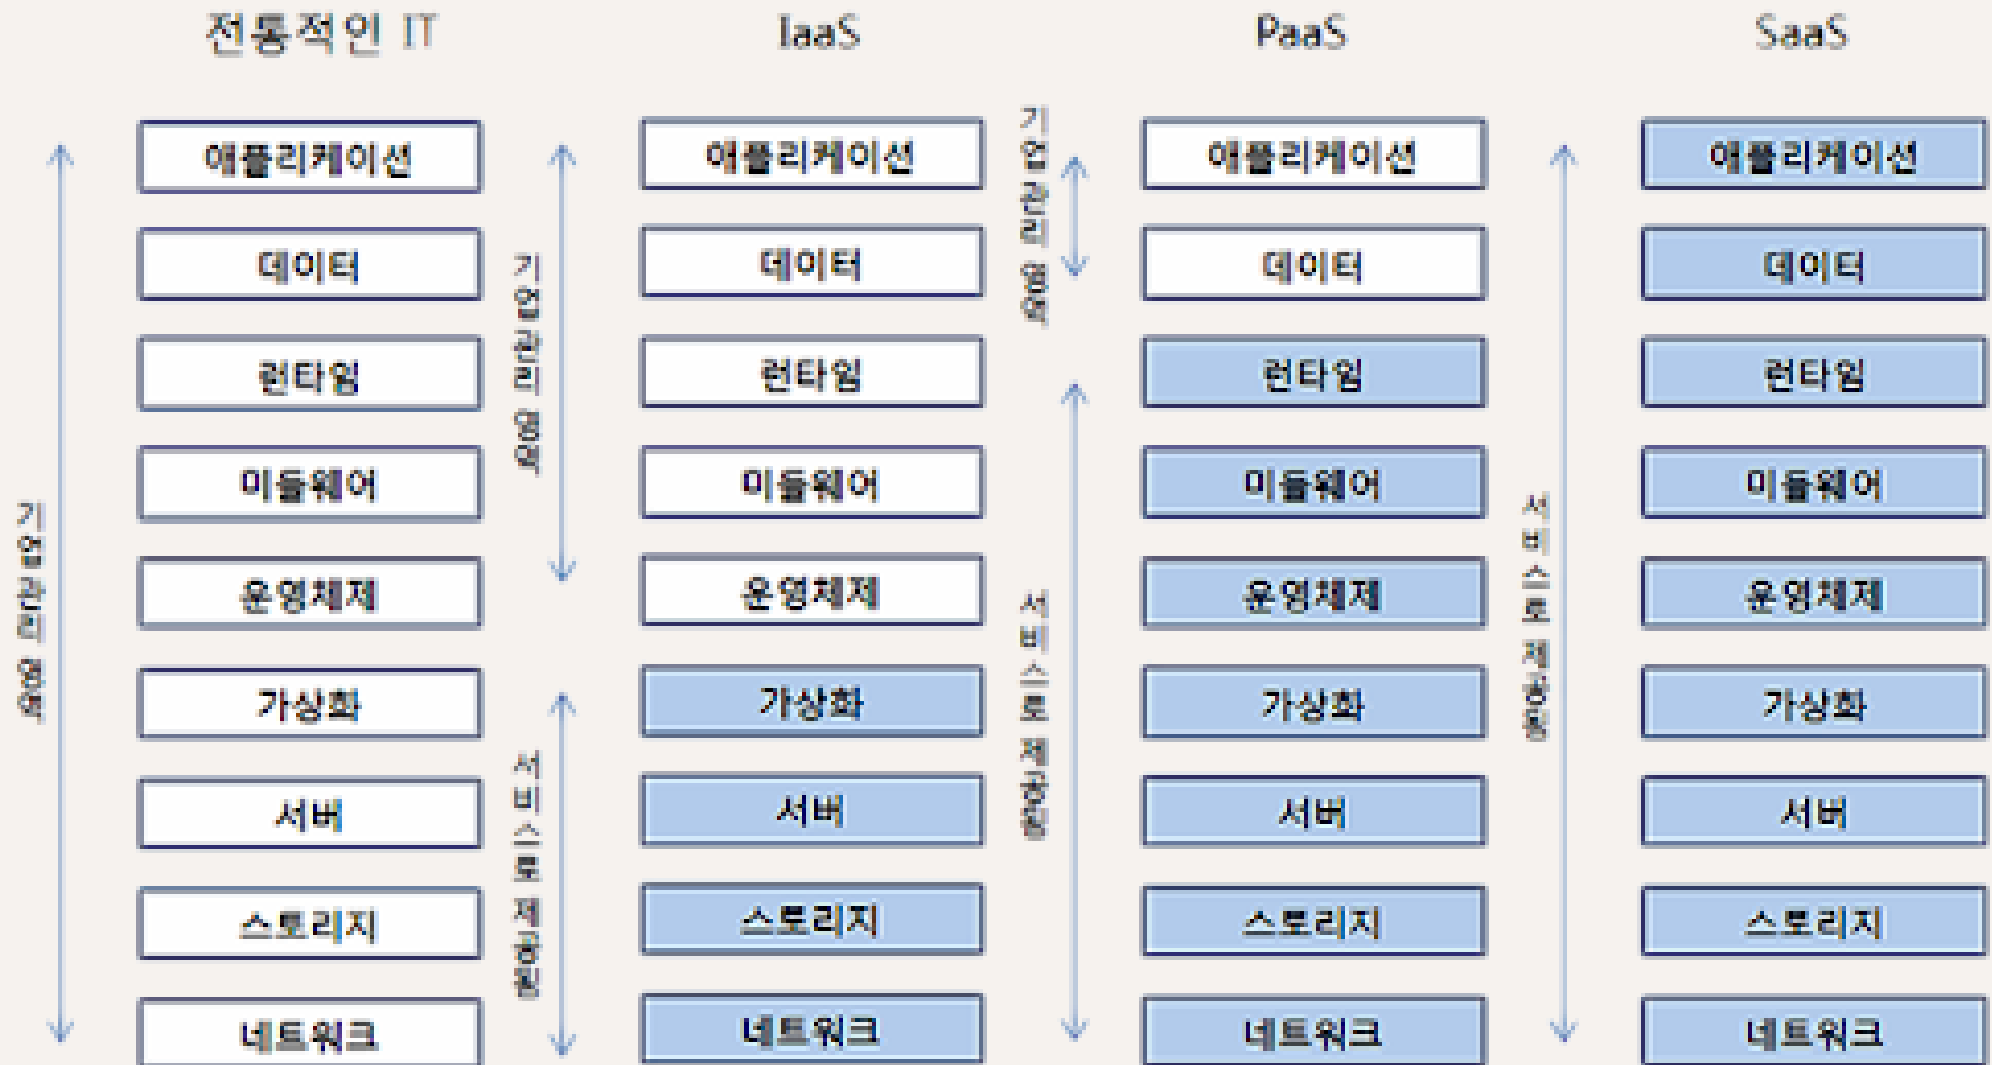 전통적인 IT
IaaS
PaaS
SaaS
기업 관리 영역
애플리케이션
데이터
런타임
미들웨어
운영체제
가상화
서버
스토리지
네트워크
기업 관리 영역
서비스로 제공
애플리케이션
데이터
런타임
미들웨어
운영체제
가상화
서버
스토리지
네트워크
기업 관리 영역
서비스로 제공
애플리케이션
데이터
런타임
미들웨어
운영체제
가상화
서버
스토리지
네트워크
서비스로 제공
애플리케이션
데이터
런타임
미들웨어
운영체제
가상화
서버
스토리지
네트워크